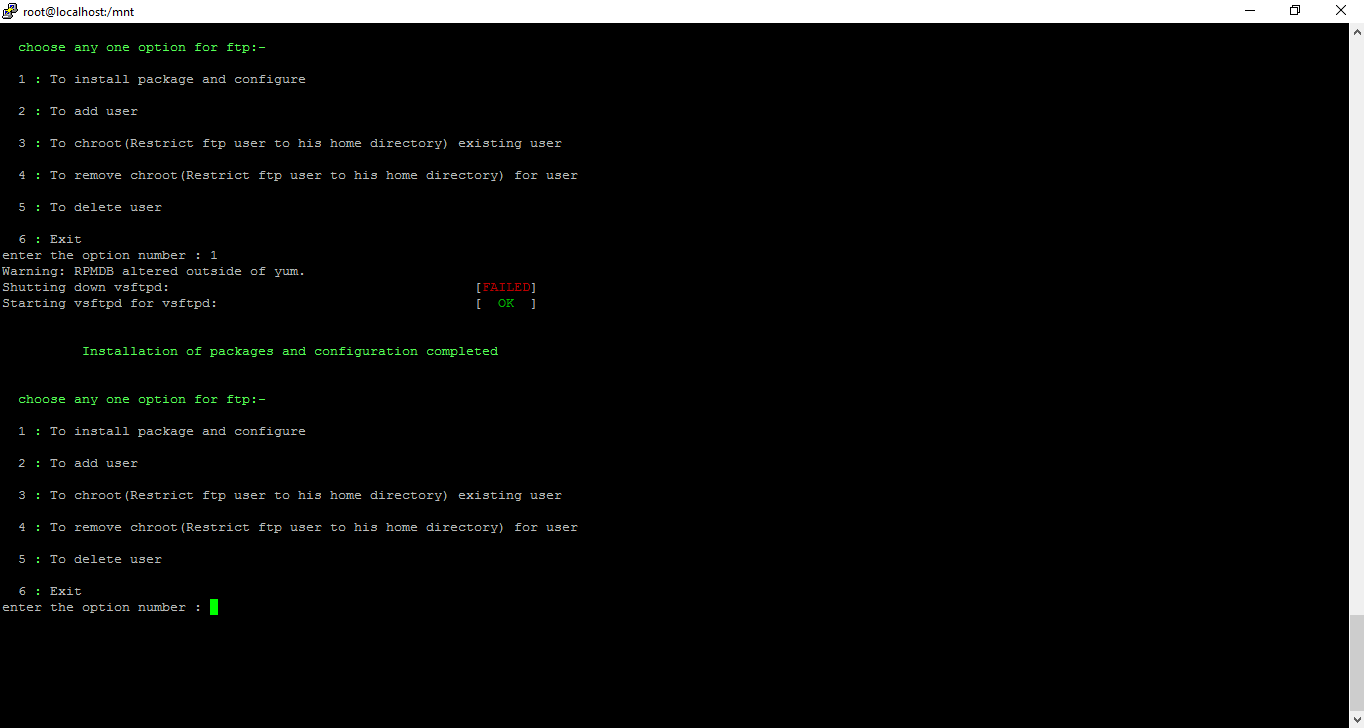 root@localhost:/mnt
choose any one option for ftp:-
1 : To install package and configure
2 : To add user
3 : To chroot(Restrict ftp user to his home directory) existing user
4 : To remove chroot(Restrict ftp user to his home directory) for user
5 : To delete user
6 : Exit
enter the option number : 1
Warning: RPMDB altered outside of yum.
Shutting down vsftpd: [FAILED]
Starting vsftpd for vsftpd: [ OK ]
Installation of packages and configuration completed
choose any one option for ftp:-
1 : To install package and configure
2 : To add user
3 : To chroot(Restrict ftp user to his home directory) existing user
4 : To remove chroot(Restrict ftp user to his home directory) for user
5 : To delete user
6 : Exit
enter the option number :